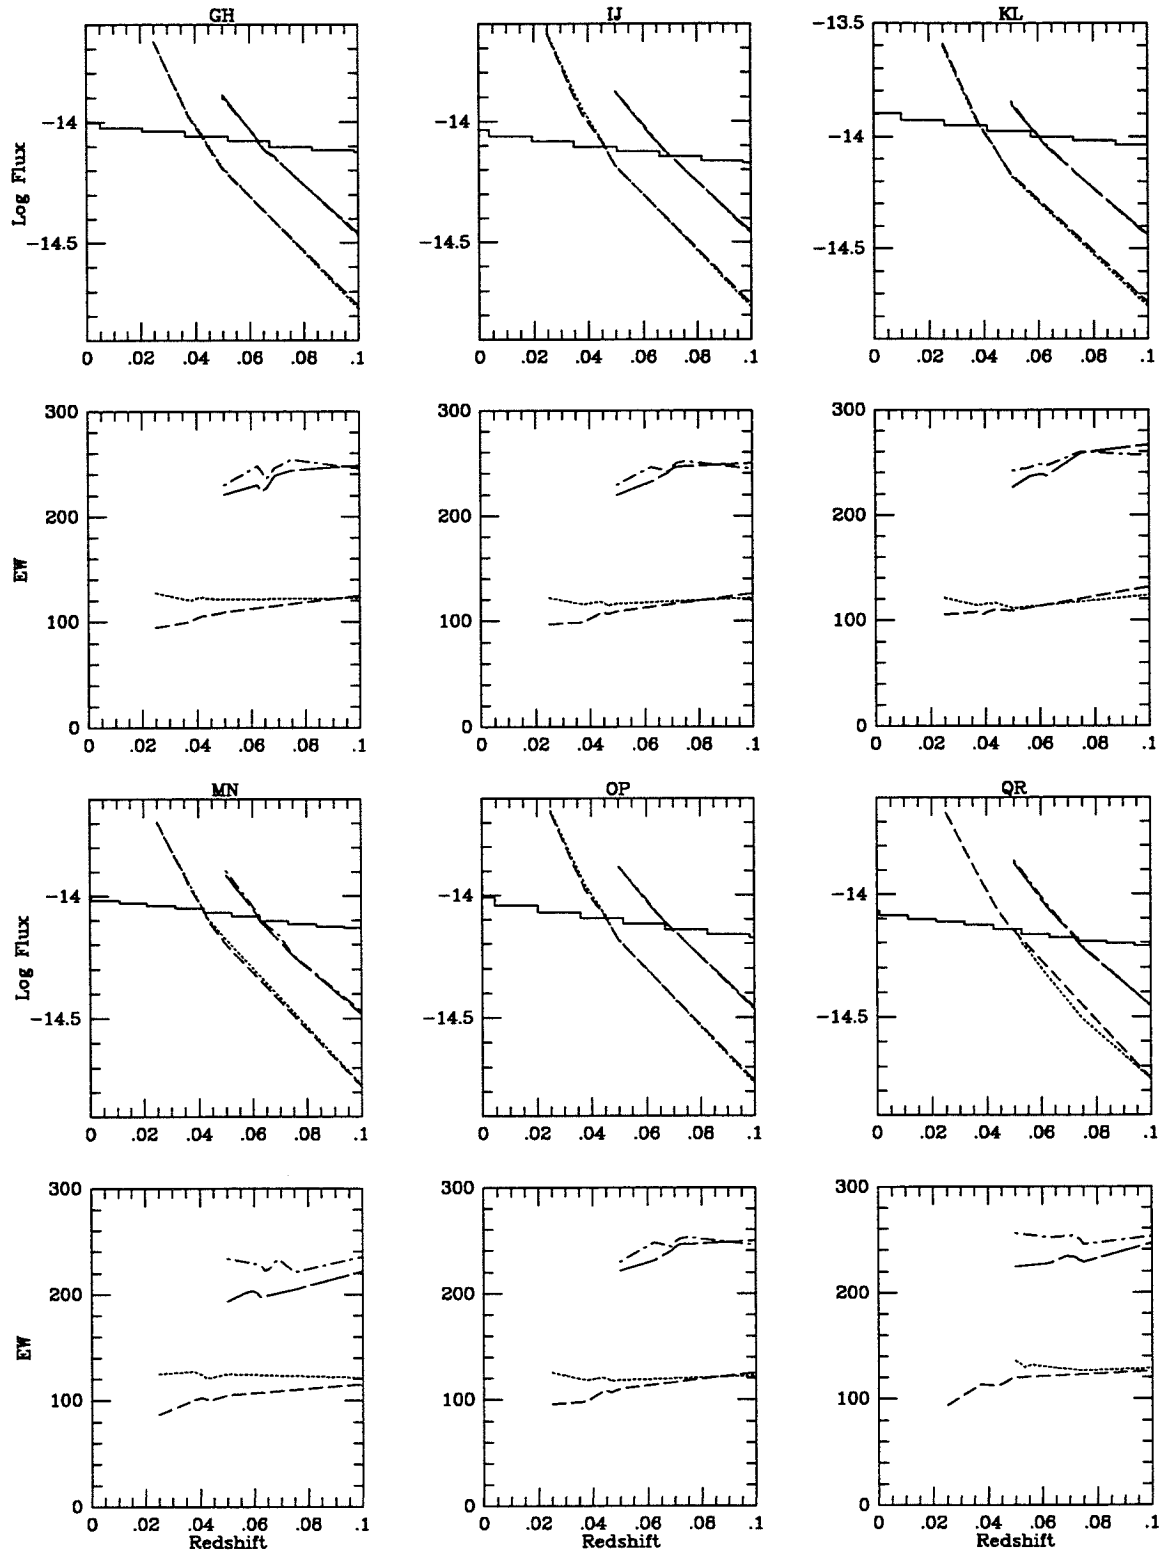 GH IJ KL
-13.5
-14 -14 -14
Log Flux
-14.5 -14.5 -14.5
0 .02 .04 .06 .08 .1 0 .02 .04 .06 .08 .1 0 .02 .04 .06 .08 .1
300 300 300
200 200 200
EW
100 100 100
0 0 0
0 .02 .04 .06 .08 .1 0 .02 .04 .06 .08 .1 0 .02 .04 .06 .08 .1
MN OP QR
-14 -14 -14
Log Flux
-14.5 -14.5 -14.5
0 .02 .04 .06 .08 .1 0 .02 .04 .06 .08 .1 0 .02 .04 .06 .08 .1
300 300 300
200 200 200
EW
100 100 100
0 0 0
0 .02 .04 .06 .08 .1 0 .02 .04 .06 .08 .1 0 .02 .04 .06 .08 .1
Redshift Redshift Redshift